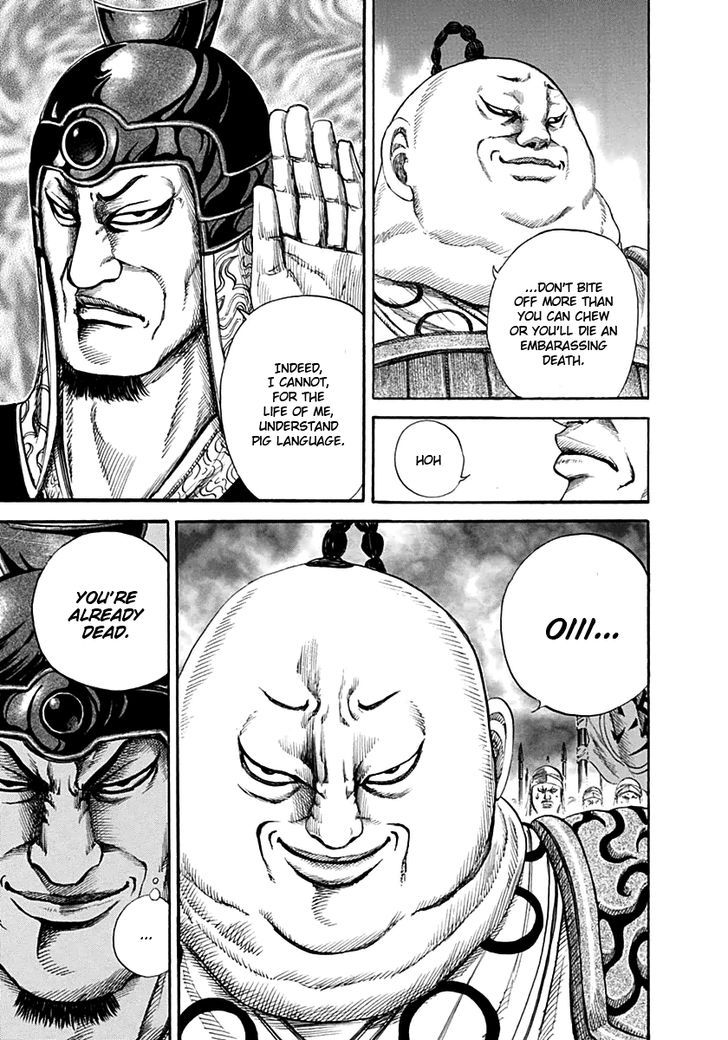 ...DON'T BITE
OFF MORE THAN
YOU CAN CHEW
OR YOU'LL DIE AN
EMBARASSING
DEATH.
HOH
INDEED,
I CANNOT,
FOR THE
LIFE OF ME,
UNDERSTAND
PIG LANGUAGE.
OIII...
YOU'RE
ALREADY
DEAD.
...